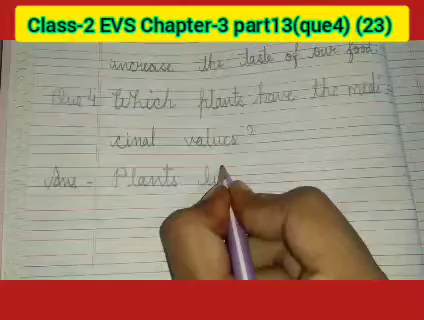 Class-2 EVS Chapter-3 part13(que4) (23)
increase the taste of our food.
Que 4 Which plants have the medi-
cinal values?
Ans - Plants